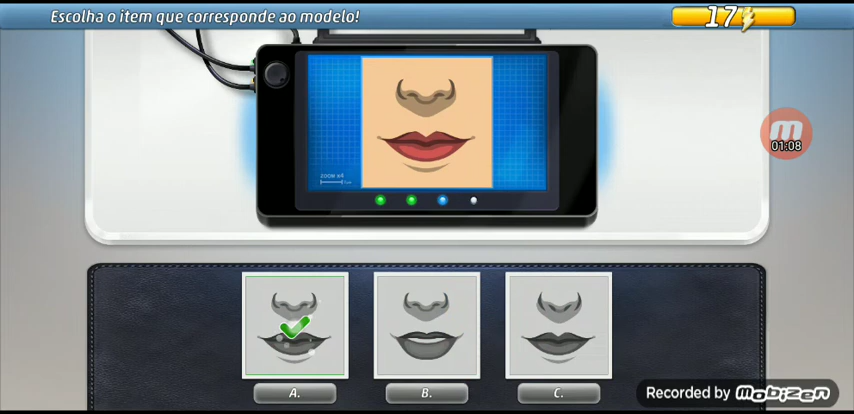 Escolha o item que corresponde ao modelo!
17
01:08
ZOOM x4
A.
B.
C.
Recorded by mobizen